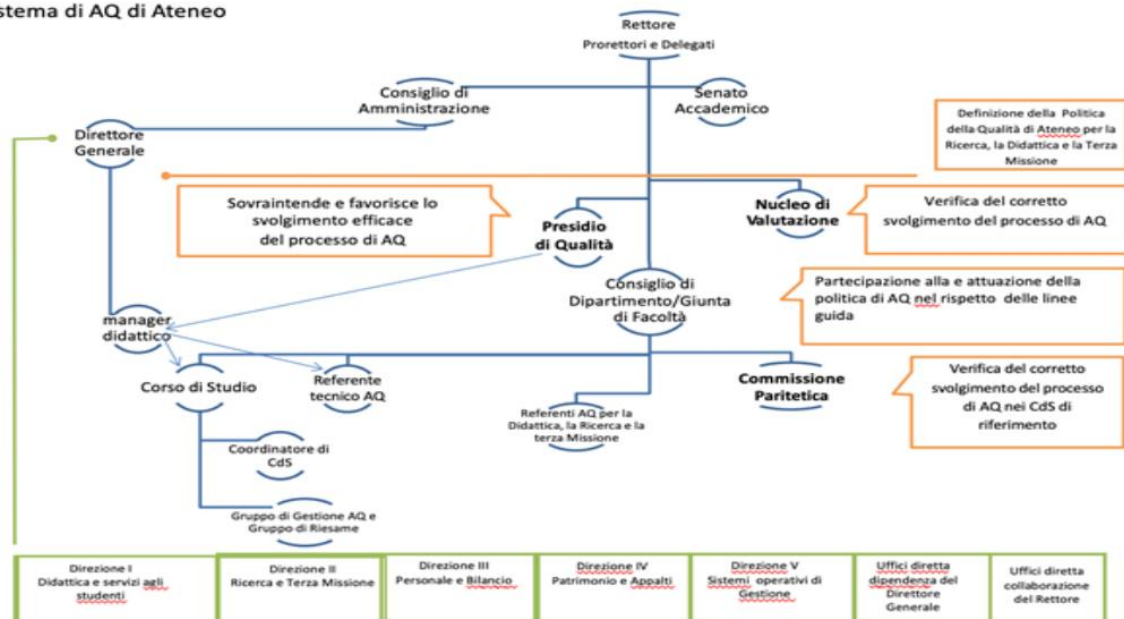 stema di AQ di Ateneo
Rettore
Prorettori e Delegati
Consiglio di
Amministrazione
Senato
Accademico
Direttore
Generale
Definizione della Politica
della Qualità di Ateneo per la
Ricerca, la Didattica e la Terza
Missione
Sovraintende e favorisce lo
svolgimento efficace
del processo di AQ
Presidio
di Qualità
Nucleo di
Valutazione
Verifica del corretto
svolgimento del processo di AQ
Consiglio di
Dipartimento/Giunta
di Facoltà
Partecipazione alla e attuazione della
politica di AQ nel rispetto delle linee
guida
manager
didattico
Corso di Studio
Referente
tecnico AQ
Referenti AQ per la
Didattica, la Ricerca e la
terza Missione
Commissione
Paritetica
Verifica del corretto
svolgimento del processo
di AQ nei CdS di
riferimento
Coordinatore di
CdS
Gruppo di Gestione AQ e
Gruppo di Riesame
Direzione I
Didattica e servizi agli
studenti
Direzione II
Ricerca e Terza Missione
Direzione III
Personale e Bilancio
Direzione IV
Patrimonio e Appalti
Direzione V
Sistemi operativi di
Gestione
Uffici diretta
dipendenza del
Direttore
Generale
Uffici diretta
collaborazione
del Rettore